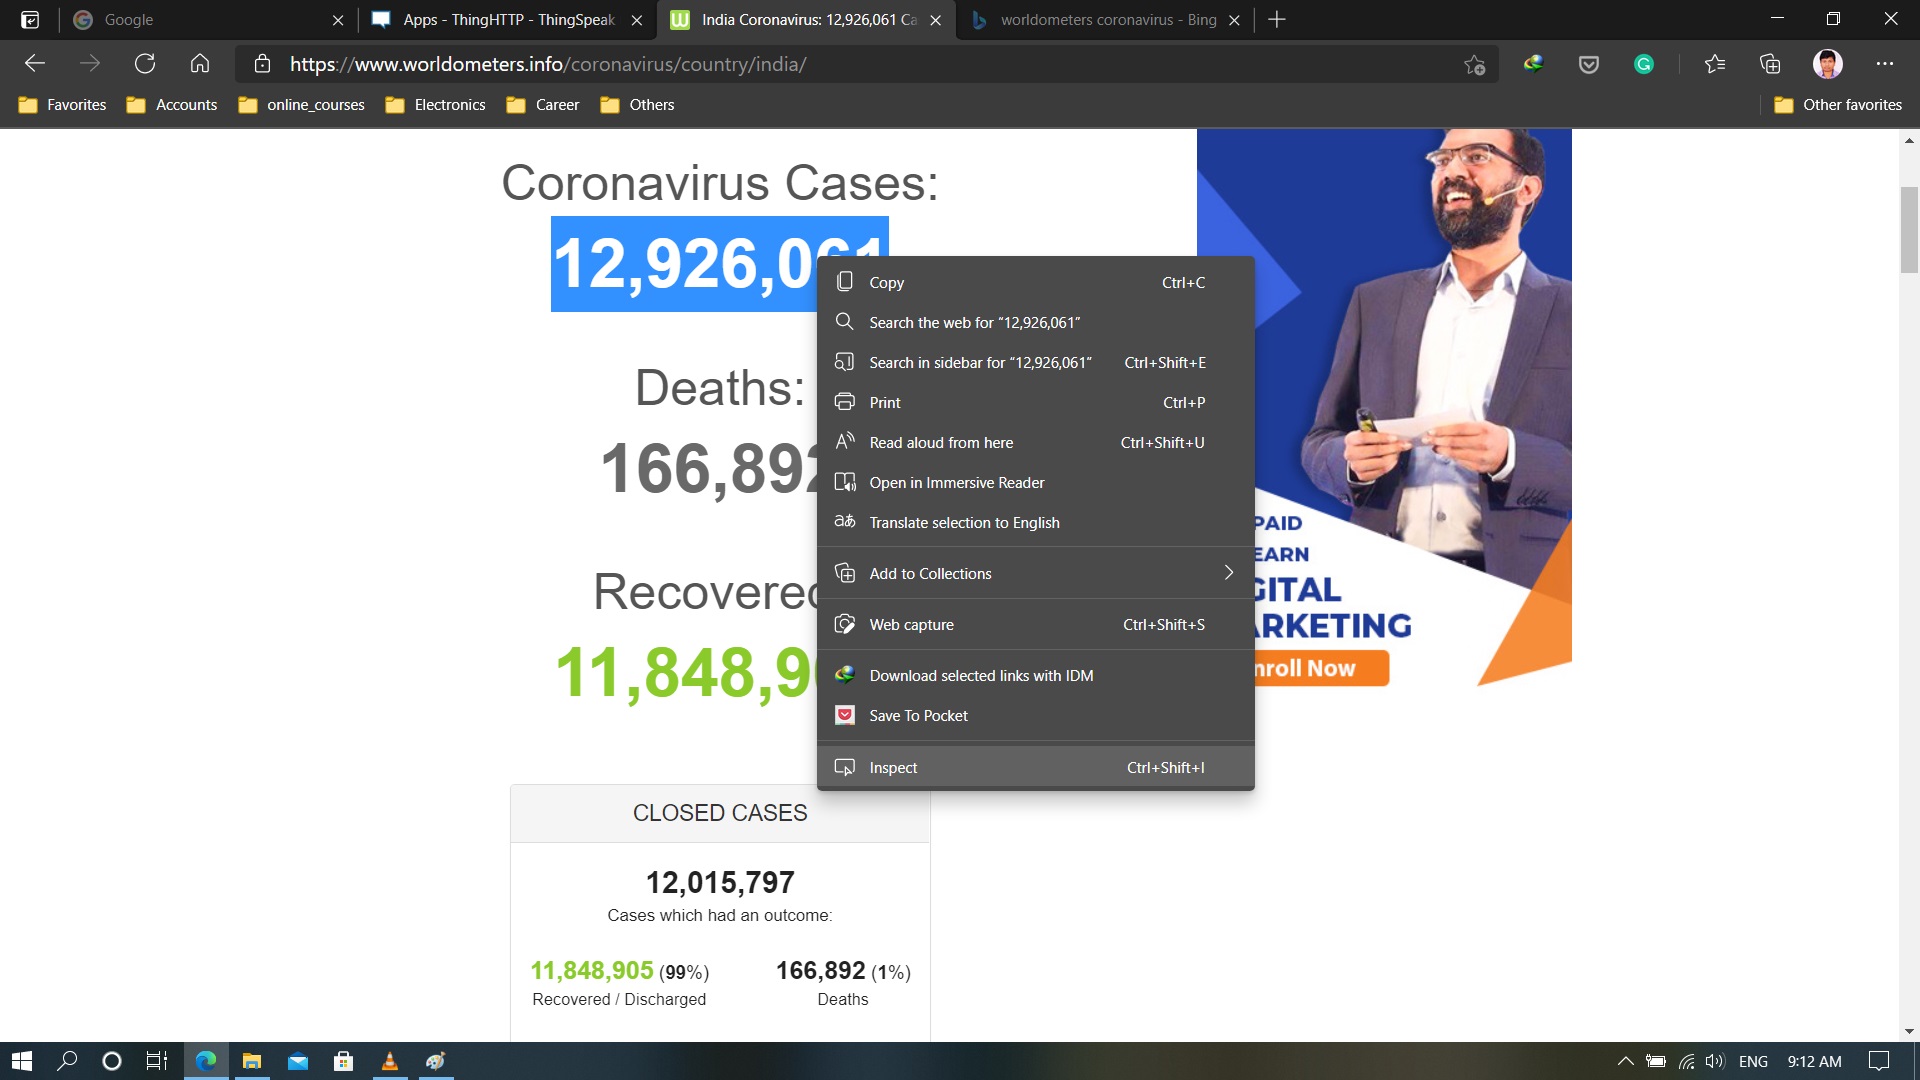 Google
Apps - ThingHTTP - ThingSpeak
India Coronavirus: 12,926,061 Ca
worldometers coronavirus - Bing
https://www.worldometers.info/coronavirus/country/india/
Favorites
Accounts
online_courses
Electronics
Career
Others
Other favorites
Coronavirus Cases:
12,926,061
Copy Ctrl+C
Search the web for “12,926,061”
Search in sidebar for “12,926,061” Ctrl+Shift+E
Print Ctrl+P
Read aloud from here Ctrl+Shift+U
Open in Immersive Reader
Translate selection to English
Add to Collections
Web capture Ctrl+Shift+S
Download selected links with IDM
Save To Pocket
Inspect Ctrl+Shift+I
Deaths:
166,892
Recovered
11,848,9
PAID
EARN
GITAL
ARKETING
nroll Now
CLOSED CASES
12,015,797
Cases which had an outcome:
11,848,905 (99%)
Recovered / Discharged
166,892 (1%)
Deaths
ENG
9:12 AM